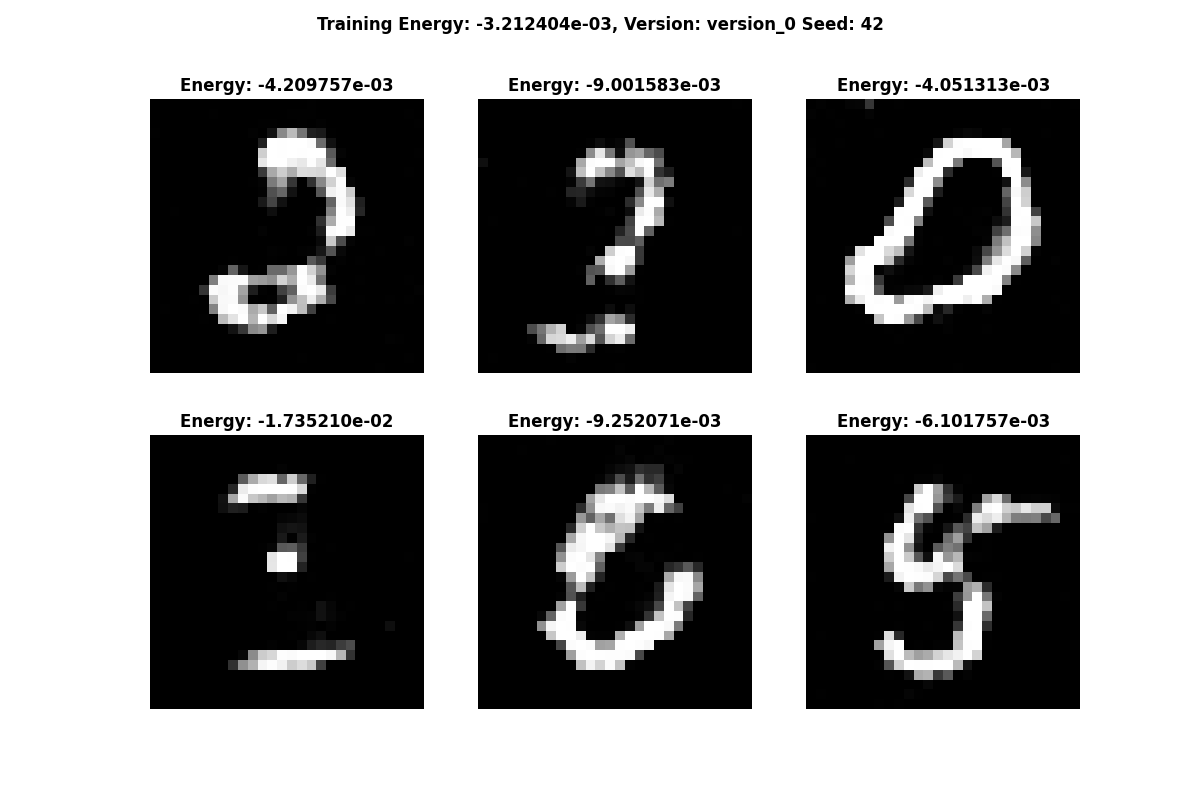 Training Energy: -3.212404e-03, Version: version_0 Seed: 42
Energy: -4.209757e-03
Energy: -9.001583e-03
Energy: -4.051313e-03
Energy: -1.735210e-02
Energy: -9.252071e-03
Energy: -6.101757e-03